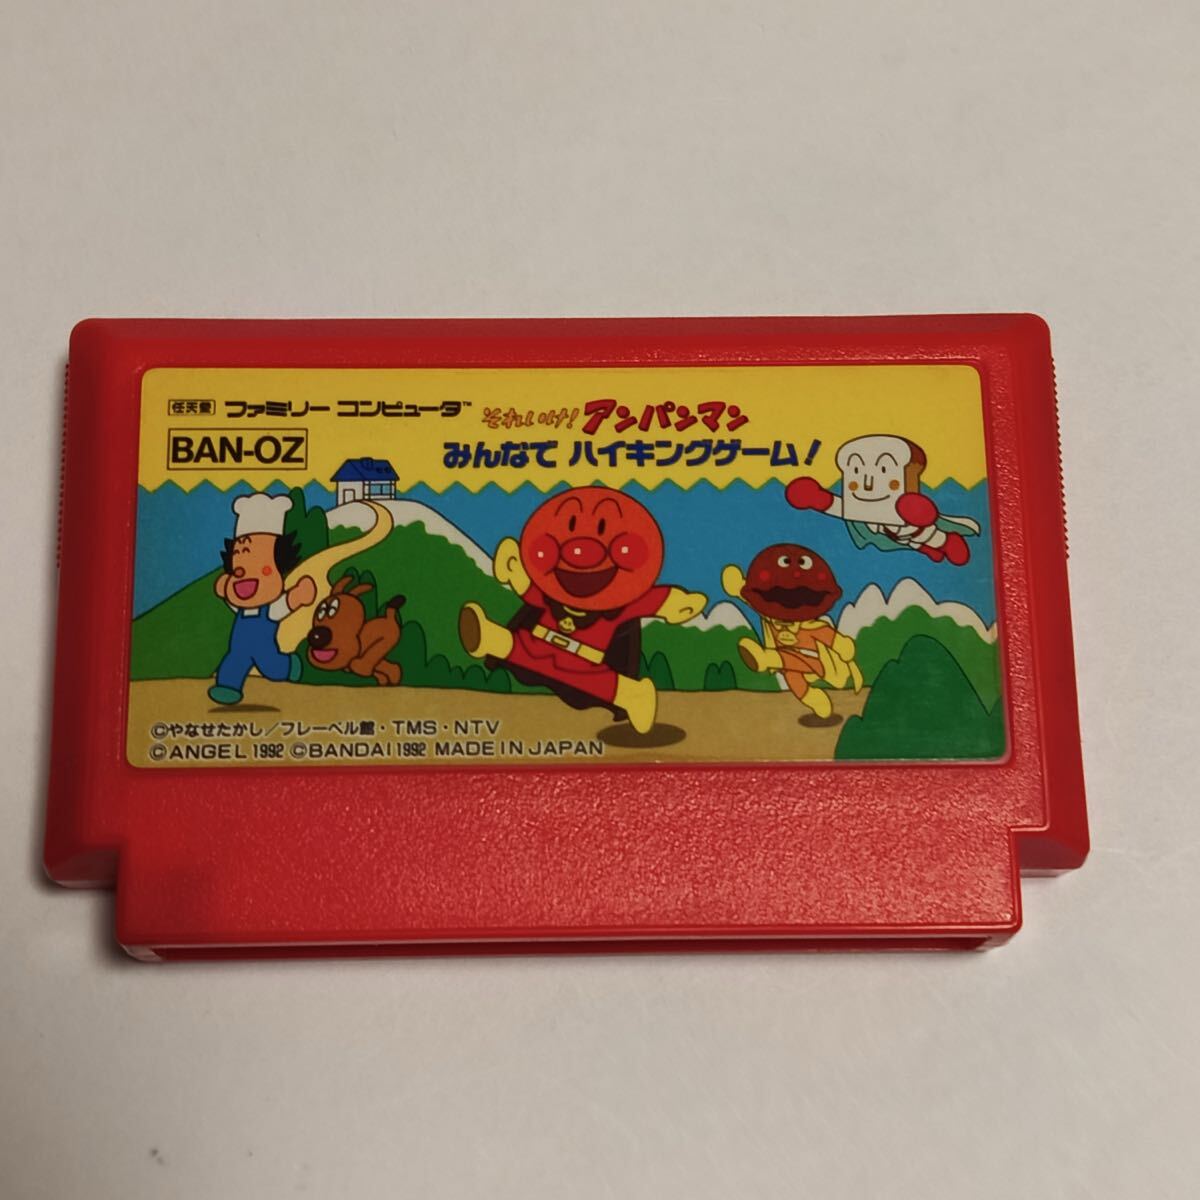 任天堂 ファミリー コンピュータ™
BAN-OZ
それいけ! アンパンマン
みんなで ハイキングゲーム!
©やなせたかし/フレーベル館・TMS・NTV
©ANGEL 1992 ©BANDAI 1992 MADE IN JAPAN